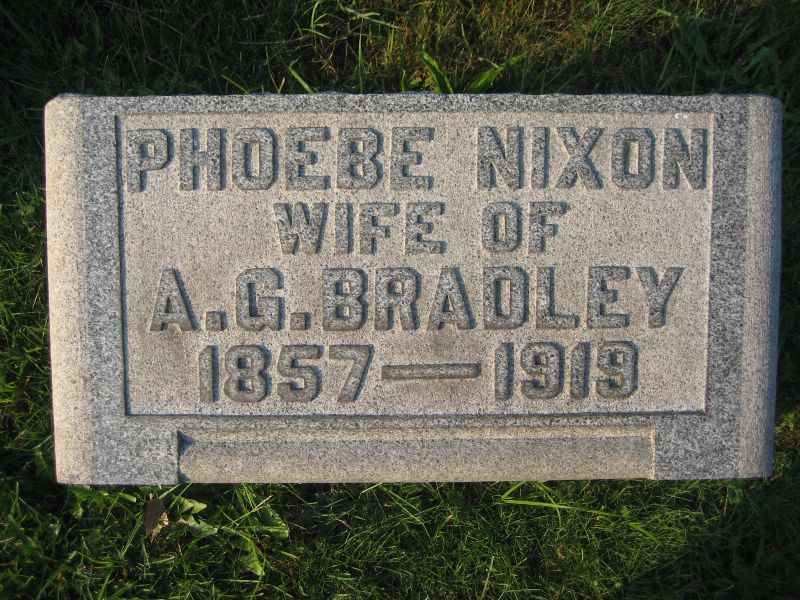 PHOEBE NIXON
WIFE OF
A.G.BRADLEY
1857—1919